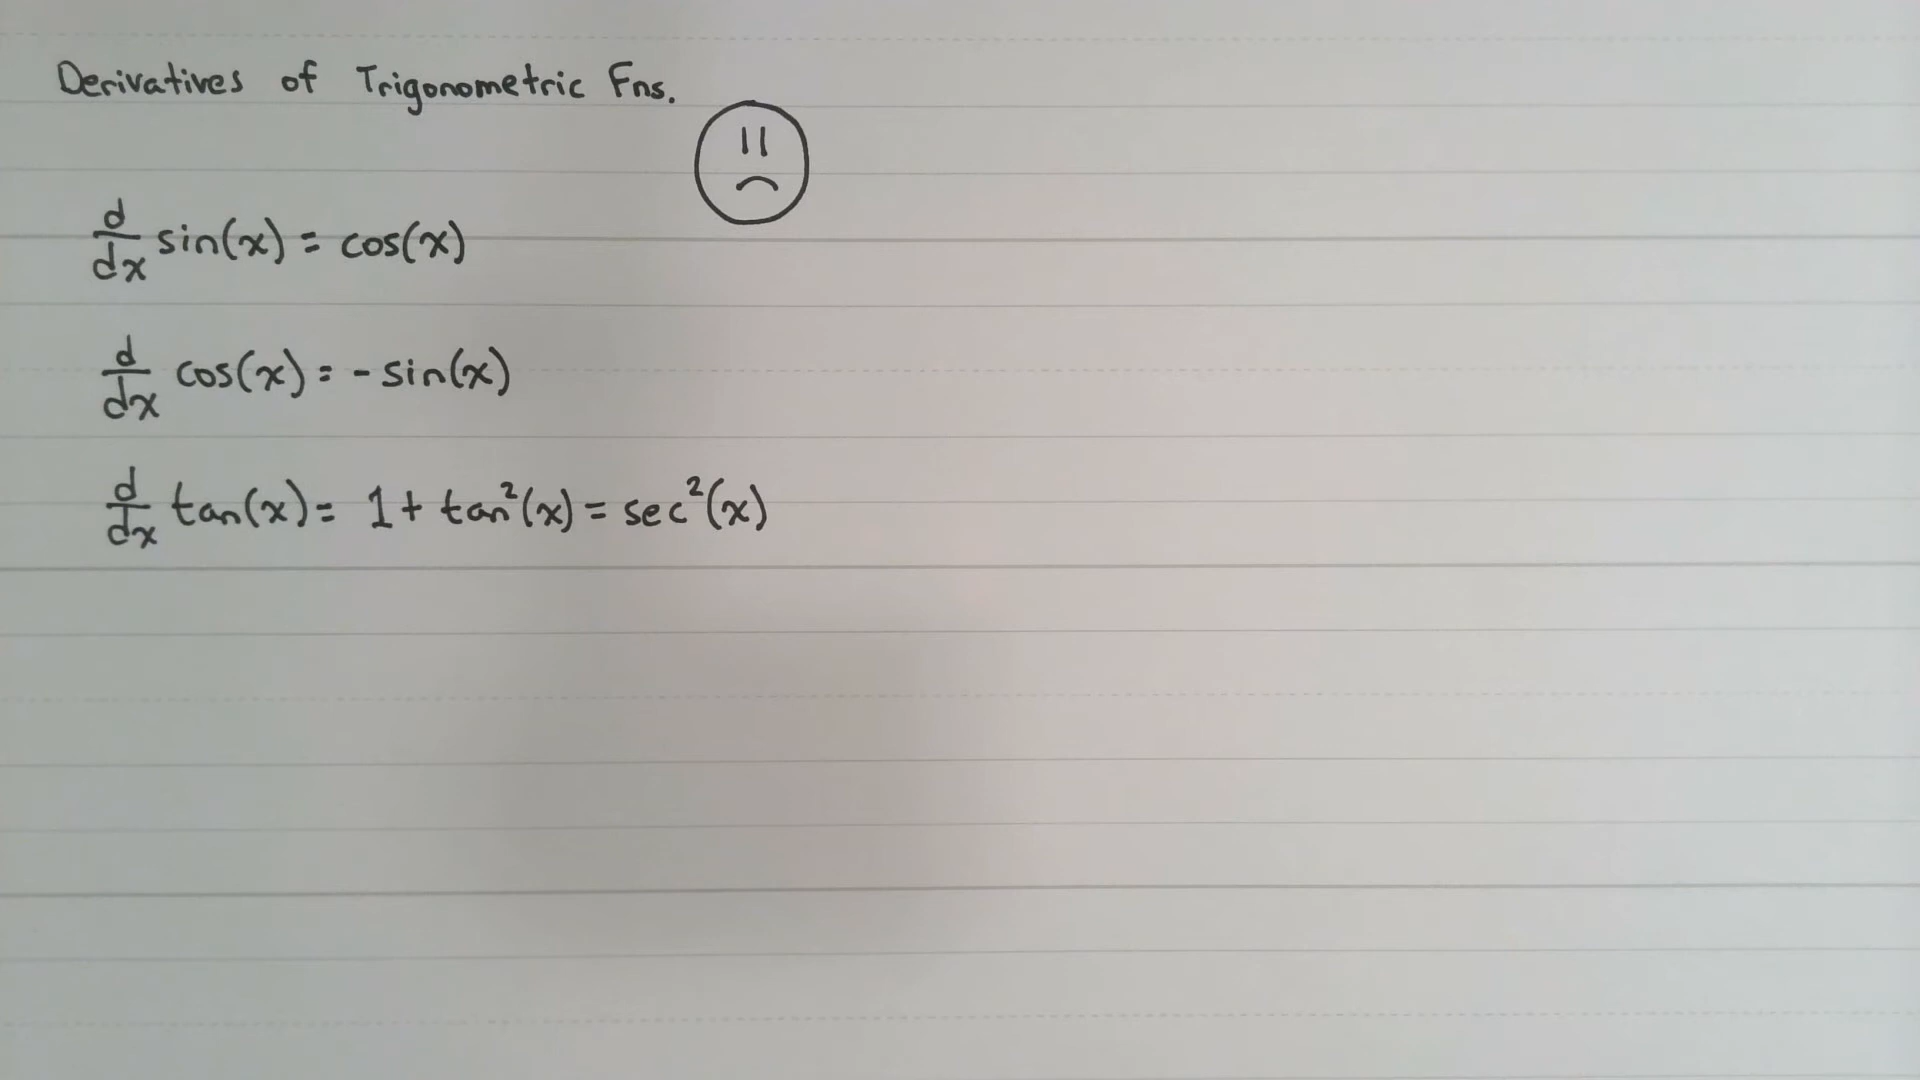 Derivatives of Trigonometric Fns.
d/dx sin(x) = cos(x)
d/dx cos(x) = - sin(x)
d/dx tan(x) = 1 + tan²(x) = sec²(x)